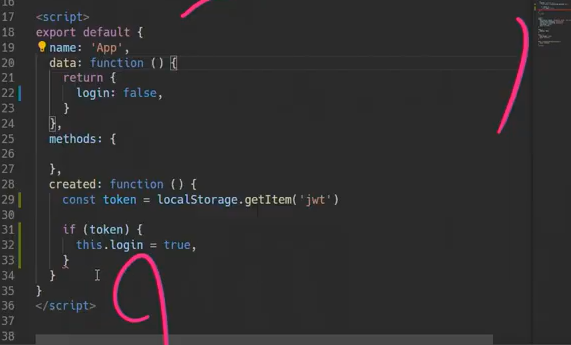 16
17 <script>
18 export default {
19 name: 'App',
20 data: function () {
21 return {
22 login: false,
23 }
24 },
25 methods: {
26
27 },
28 created: function () {
29 const token = localStorage.getItem('jwt')
30
31 if (token) {
32 this.login = true,
33 }
34 }
35 }
36 </script>
37
38